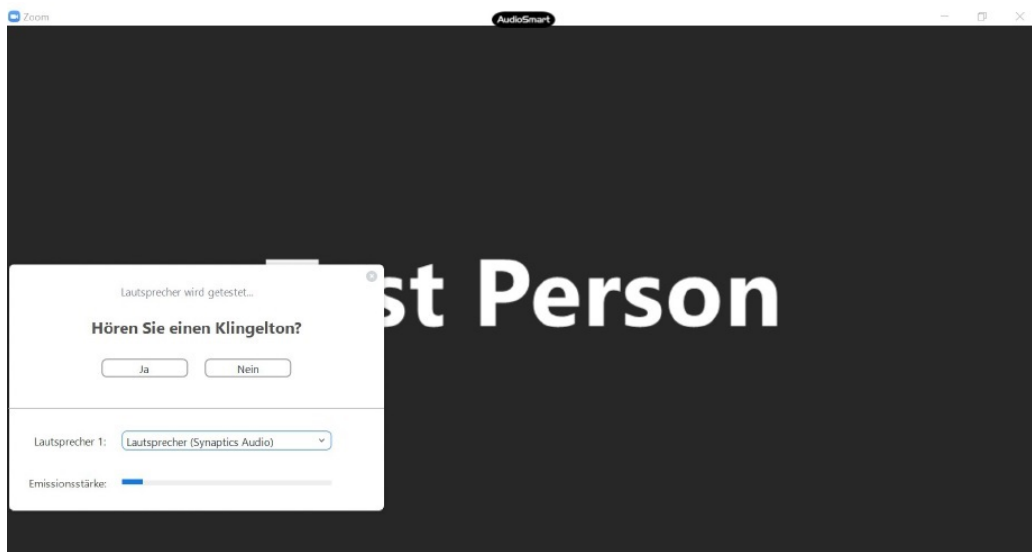 Zoom
AudioSmart
st Person
Lautsprecher wird getestet...
Hören Sie einen Klingelton?
Ja
Nein
Lautsprecher 1:
Lautsprecher (Synaptics Audio)
Emissionsstärke: